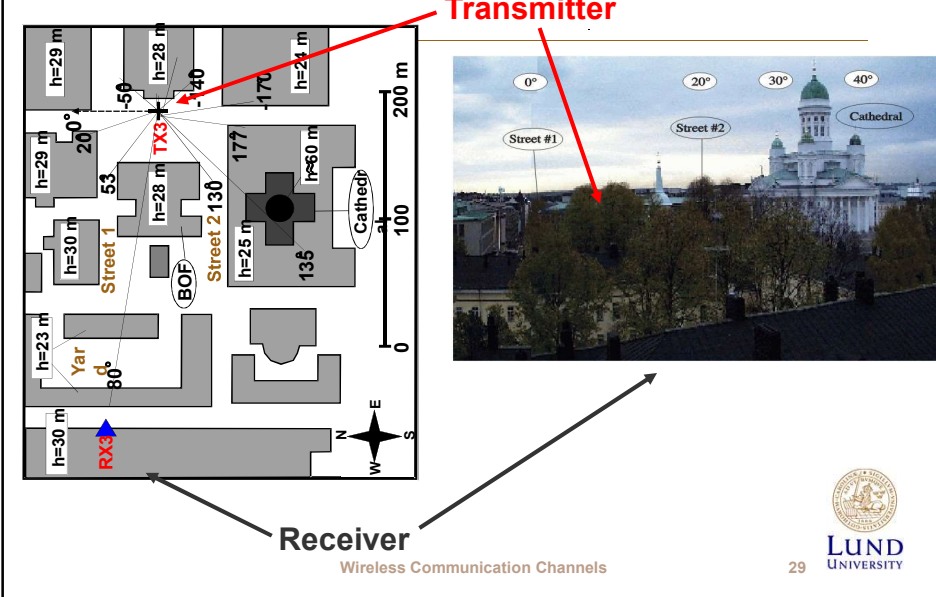 Transmitter
h=29 m
h=28 m
h=24 m
-50
-140
-170
0°
20°
TX3
177
h=29 m
53
h=28 m
130°
h=60 m
Cathedral
h=30 m
Street 1
Street 2
h=25 m
135°
BOF
200 m
100
0
h=23 m
Yard
80°
h=30 m
RX3
N
E
S
W
0°
20°
30°
40°
Street #1
Street #2
Cathedral
Receiver
Wireless Communication Channels
29
LUND
UNIVERSITY